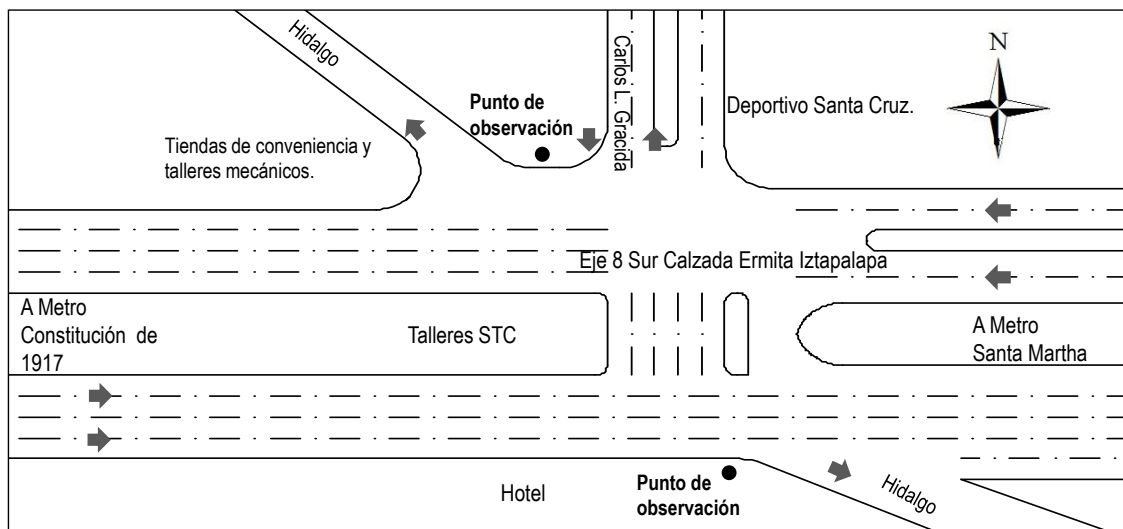 Hidalgo
Carlos L. Gracida
N
Punto de
observación
Deportivo Santa Cruz.
Tiendas de conveniencia y
talleres mecánicos.
Eje 8 Sur Calzada Ermita Iztapalapa
A Metro
Constitución de
1917
Talleres STC
A Metro
Santa Martha
Hotel
Punto de
observación
Hidalgo